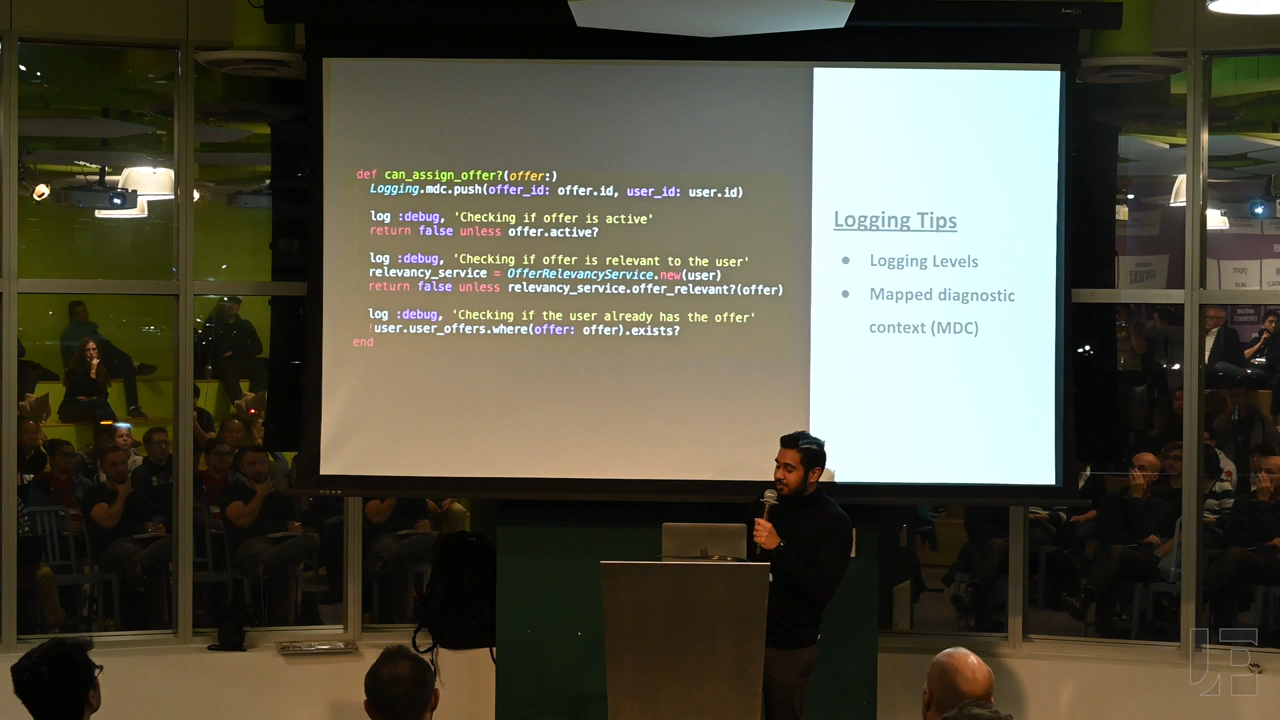 def can_assign_offer?(offer:)
Logging.mdc.push(offer_id: offer.id, user_id: user.id)
log :debug, 'Checking if offer is active'
return false unless offer.active?
log :debug, 'Checking if offer is relevant to the user'
relevancy_service = OfferRelevancyService.new(user)
return false unless relevancy_service.offer_relevant?(offer)
log :debug, 'Checking if the user already has the offer'
!user.user_offers.where(offer: offer).exists?
end
Logging Tips
● Logging Levels
● Mapped diagnostic
context (MDC)